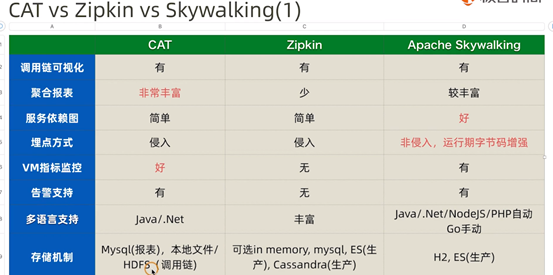 CAT vs Zipkin vs Skywalking(1)
A B C D
CAT Zipkin Apache Skywalking
调用链可视化 有 有 有
聚合报表 非常丰富 少 较丰富
服务依赖图 简单 简单 好
埋点方式 侵入 侵入 非侵入，运行期字节码增强
VM指标监控 好 无 有
告警支持 有 无 有
多语言支持 Java/.Net 丰富 Java/.Net/NodeJS/PHP自动
Go手动
存储机制 Mysql(报表)，本地文件/ 可选in memory, mysql, ES(生 H2, ES(生产)
HDFS（调用链) 产), Cassandra(生产)